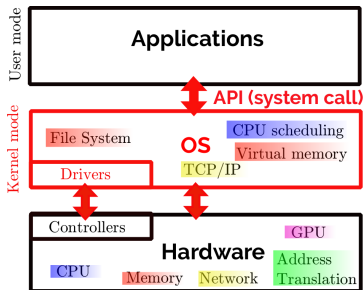 User mode
Applications
API (system call)
Kernel mode
File System
OS
CPU scheduling
Virtual memory
TCP/IP
Drivers
Controllers
GPU
Hardware
Address
Translation
CPU
Memory
Network